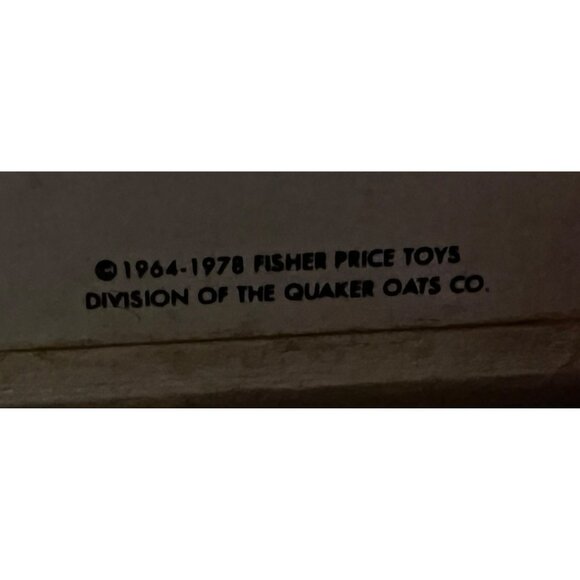 ©1964-1978 FISHER PRICE TOYS
DIVISION OF THE QUAKER OATS CO.